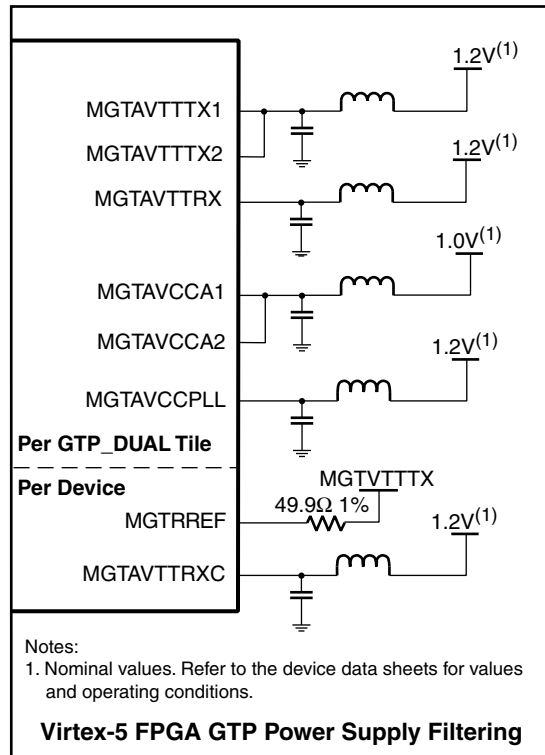 1.2V(1)
MGTAVTTTX1
MGTAVTTTX2
1.2V(1)
MGTAVTTRX
1.0V(1)
MGTAVCCA1
MGTAVCCA2
1.2V(1)
MGTAVCCPLL
Per GTP_DUAL Tile
Per Device
MGTVTTTX
49.9Ω 1%
MGTRREF
1.2V(1)
MGTAVTTRXC
Notes:
1. Nominal values. Refer to the device data sheets for values
and operating conditions.
Virtex-5 FPGA GTP Power Supply Filtering